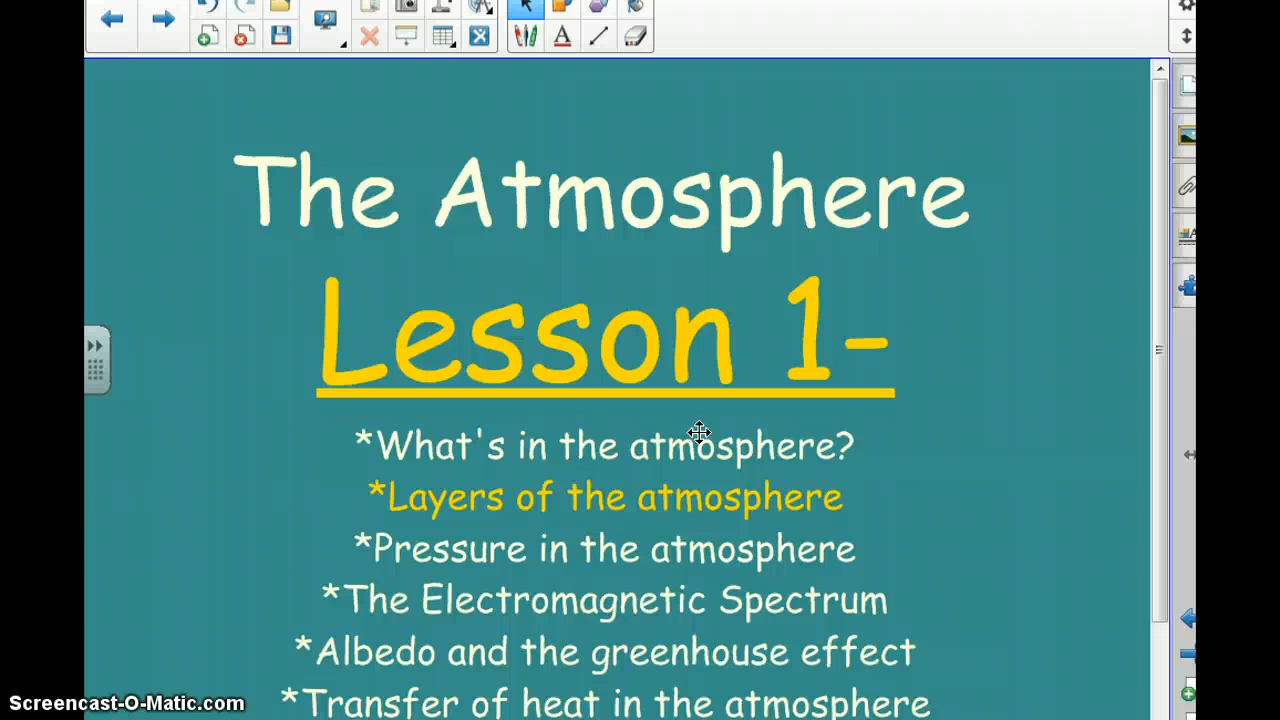 The Atmosphere
Lesson 1-
*What's in the atmosphere?
*Layers of the atmosphere
*Pressure in the atmosphere
*The Electromagnetic Spectrum
*Albedo and the greenhouse effect
*Transfer of heat in the atmosphere
Screencast-O-Matic.com